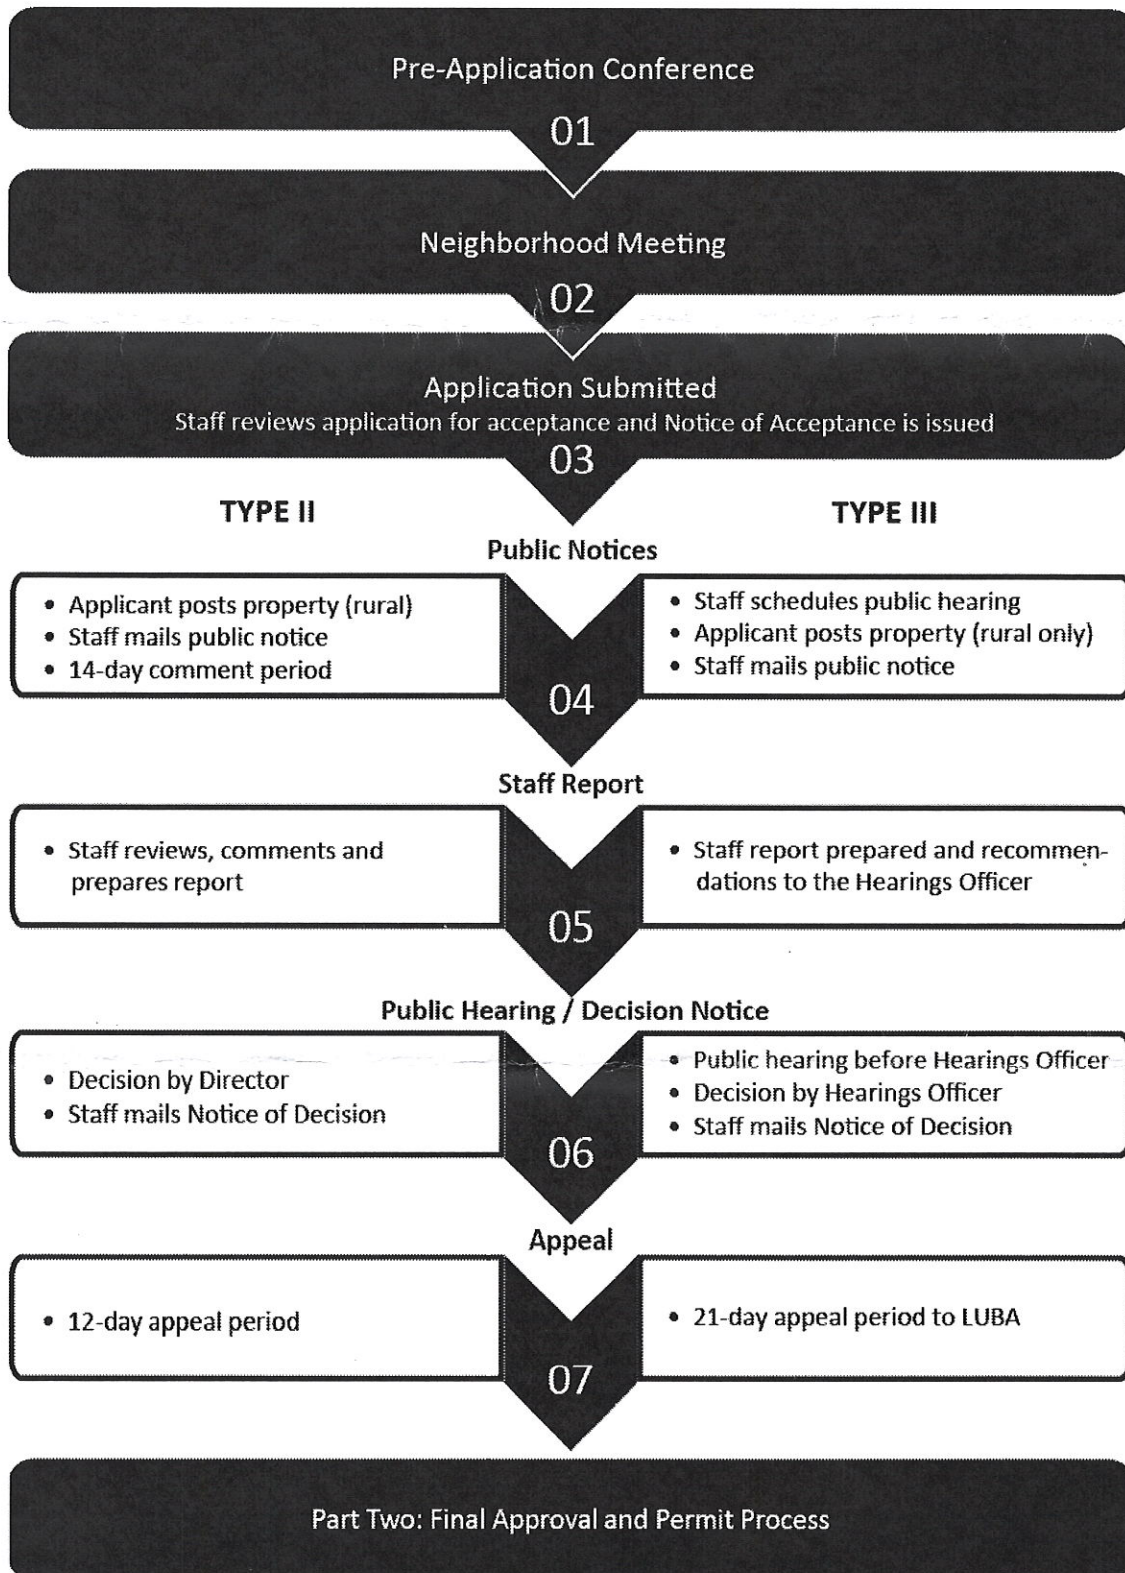 Pre-Application Conference
01
Neighborhood Meeting
02
Application Submitted
Staff reviews application for acceptance and Notice of Acceptance is issued
03
TYPE II
TYPE III
Public Notices
• Applicant posts property (rural)
• Staff mails public notice
• 14-day comment period
04
• Staff schedules public hearing
• Applicant posts property (rural only)
• Staff mails public notice
Staff Report
• Staff reviews, comments and
prepares report
05
• Staff report prepared and recommen-
dations to the Hearings Officer
Public Hearing / Decision Notice
• Decision by Director
• Staff mails Notice of Decision
06
• Public hearing before Hearings Officer
• Decision by Hearings Officer
• Staff mails Notice of Decision
Appeal
• 12-day appeal period
07
• 21-day appeal period to LUBA
Part Two: Final Approval and Permit Process